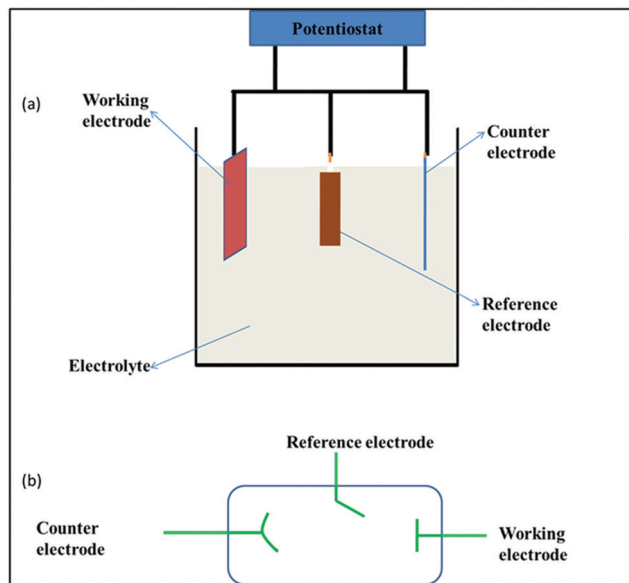 Potentiostat
(a)
Working
electrode
Counter
electrode
Reference
electrode
Electrolyte
Reference electrode
(b)
Counter
electrode
Working
electrode